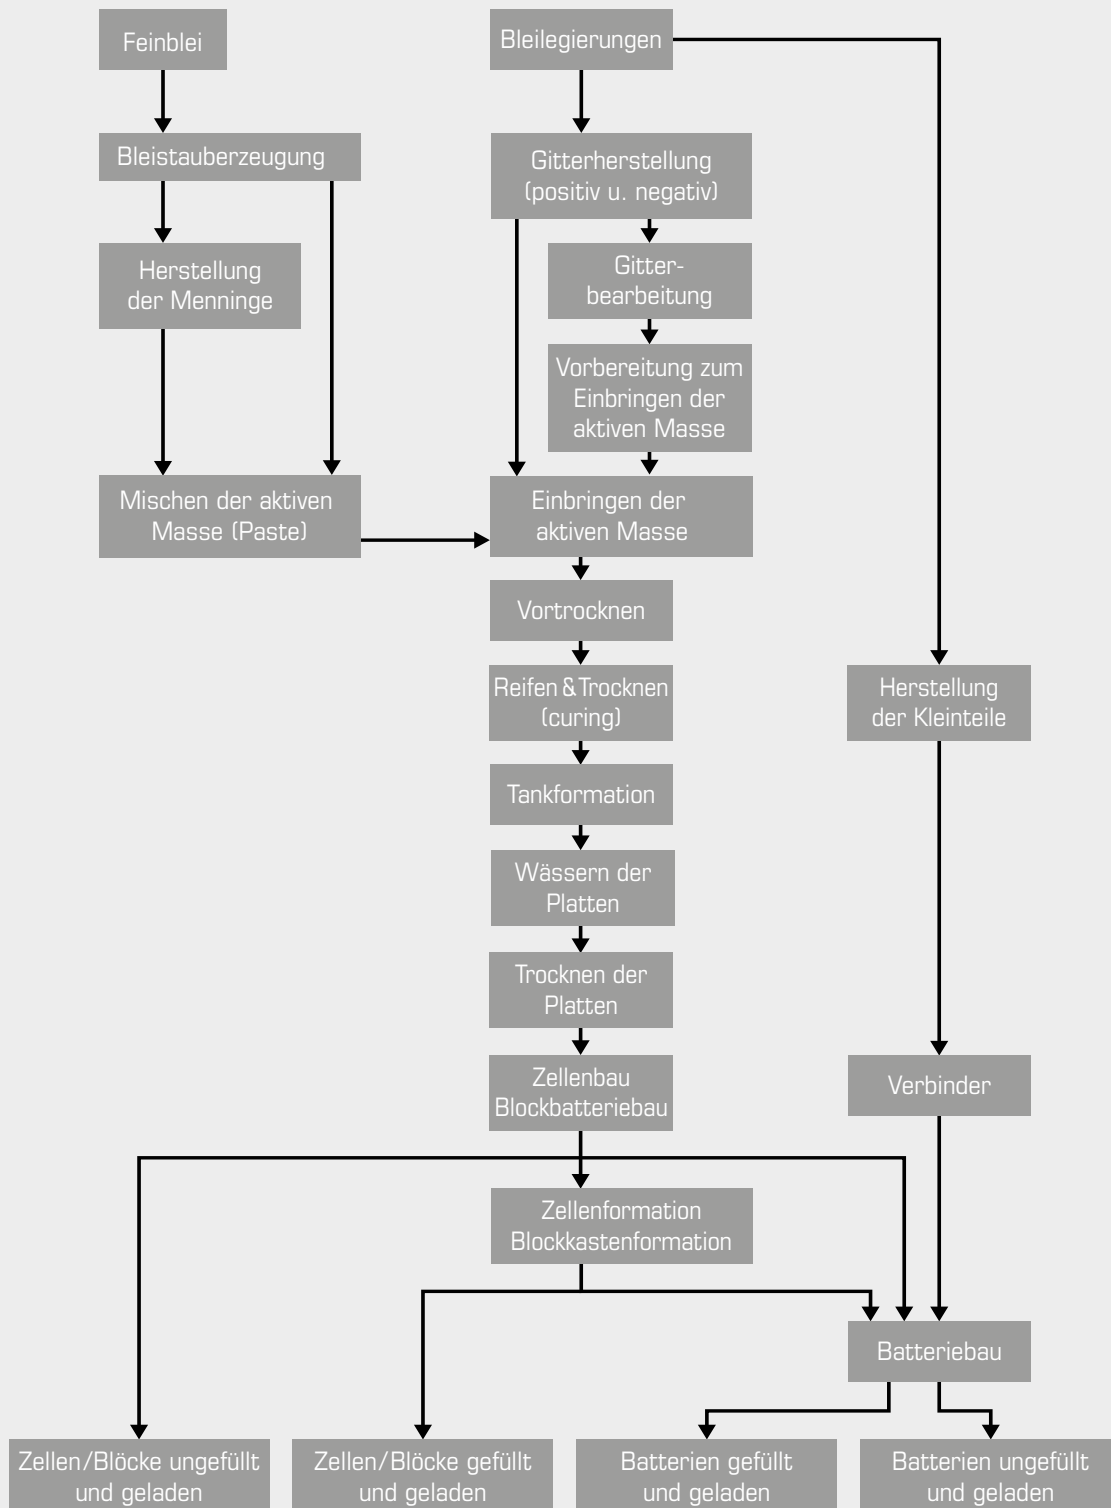 Feinblei
Bleilegierungen
Bleistauberzeugung
Gitterherstellung
(positiv u. negativ)
Herstellung
der Menninge
Gitter-
bearbeitung
Vorbereitung zum
Einbringen der
aktiven Masse
Mischen der aktiven
Masse (Paste)
Einbringen der
aktiven Masse
Vortrocknen
Reifen & Trocknen
(curing)
Herstellung
der Kleinteile
Tankformation
Wässern der
Platten
Trocknen der
Platten
Zellenbau
Blockbatteriebau
Verbinder
Zellenformation
Blockkastenformation
Batteriebau
Zellen/Blöcke ungefüllt
und geladen
Zellen/Blöcke gefüllt
und geladen
Batterien gefüllt
und geladen
Batterien ungefüllt
und geladen